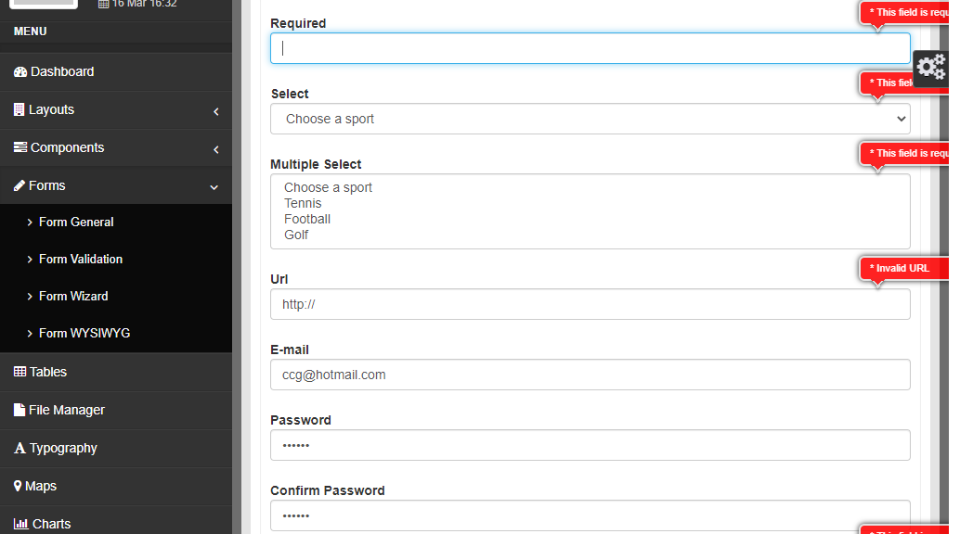 16 Mar 16:32
MENU
Dashboard
Layouts
Components
Forms
Form General
Form Validation
Form Wizard
Form WYSIWYG
Tables
File Manager
Typography
Maps
Charts
* This field is requ
Required
* This fiel
Select
Choose a sport
* This field is requ
Multiple Select
Choose a sport
Tennis
Football
Golf
* Invalid URL
Url
http://
E-mail
ccg@hotmail.com
Password
••••••
Confirm Password
••••••